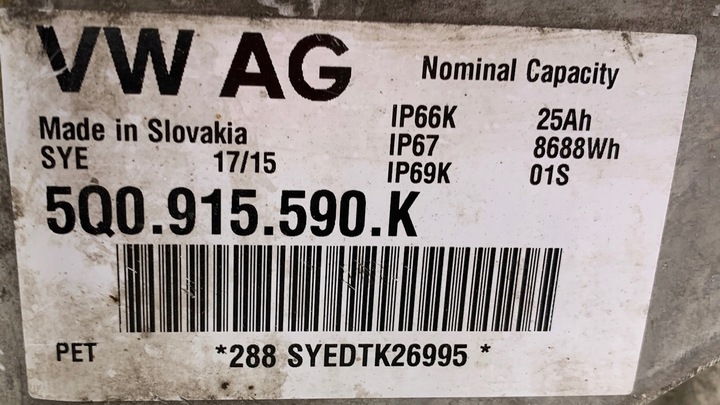 VW AG
Nominal Capacity
Made in Slovakia
IP66K 25Ah
SYE 17/15
IP67 8688Wh
IP69K 01S
5Q0.915.590.K
PET *288 SYEDTK26995 *